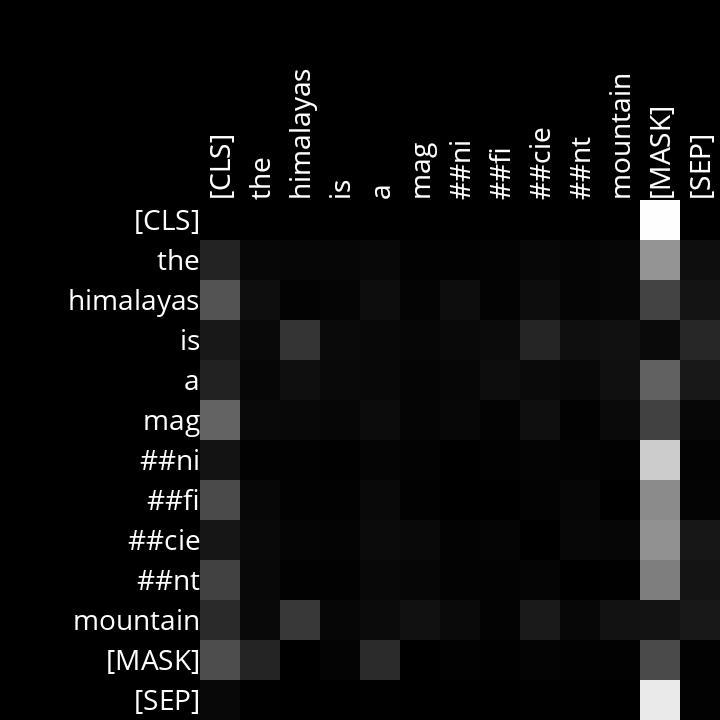 [CLS]
the
himalayas
is
a
mag
##ni
##fi
##cie
##nt
mountain
[MASK]
[SEP]
[CLS]
the
himalayas
is
a
mag
##ni
##fi
##cie
##nt
mountain
[MASK]
[SEP]